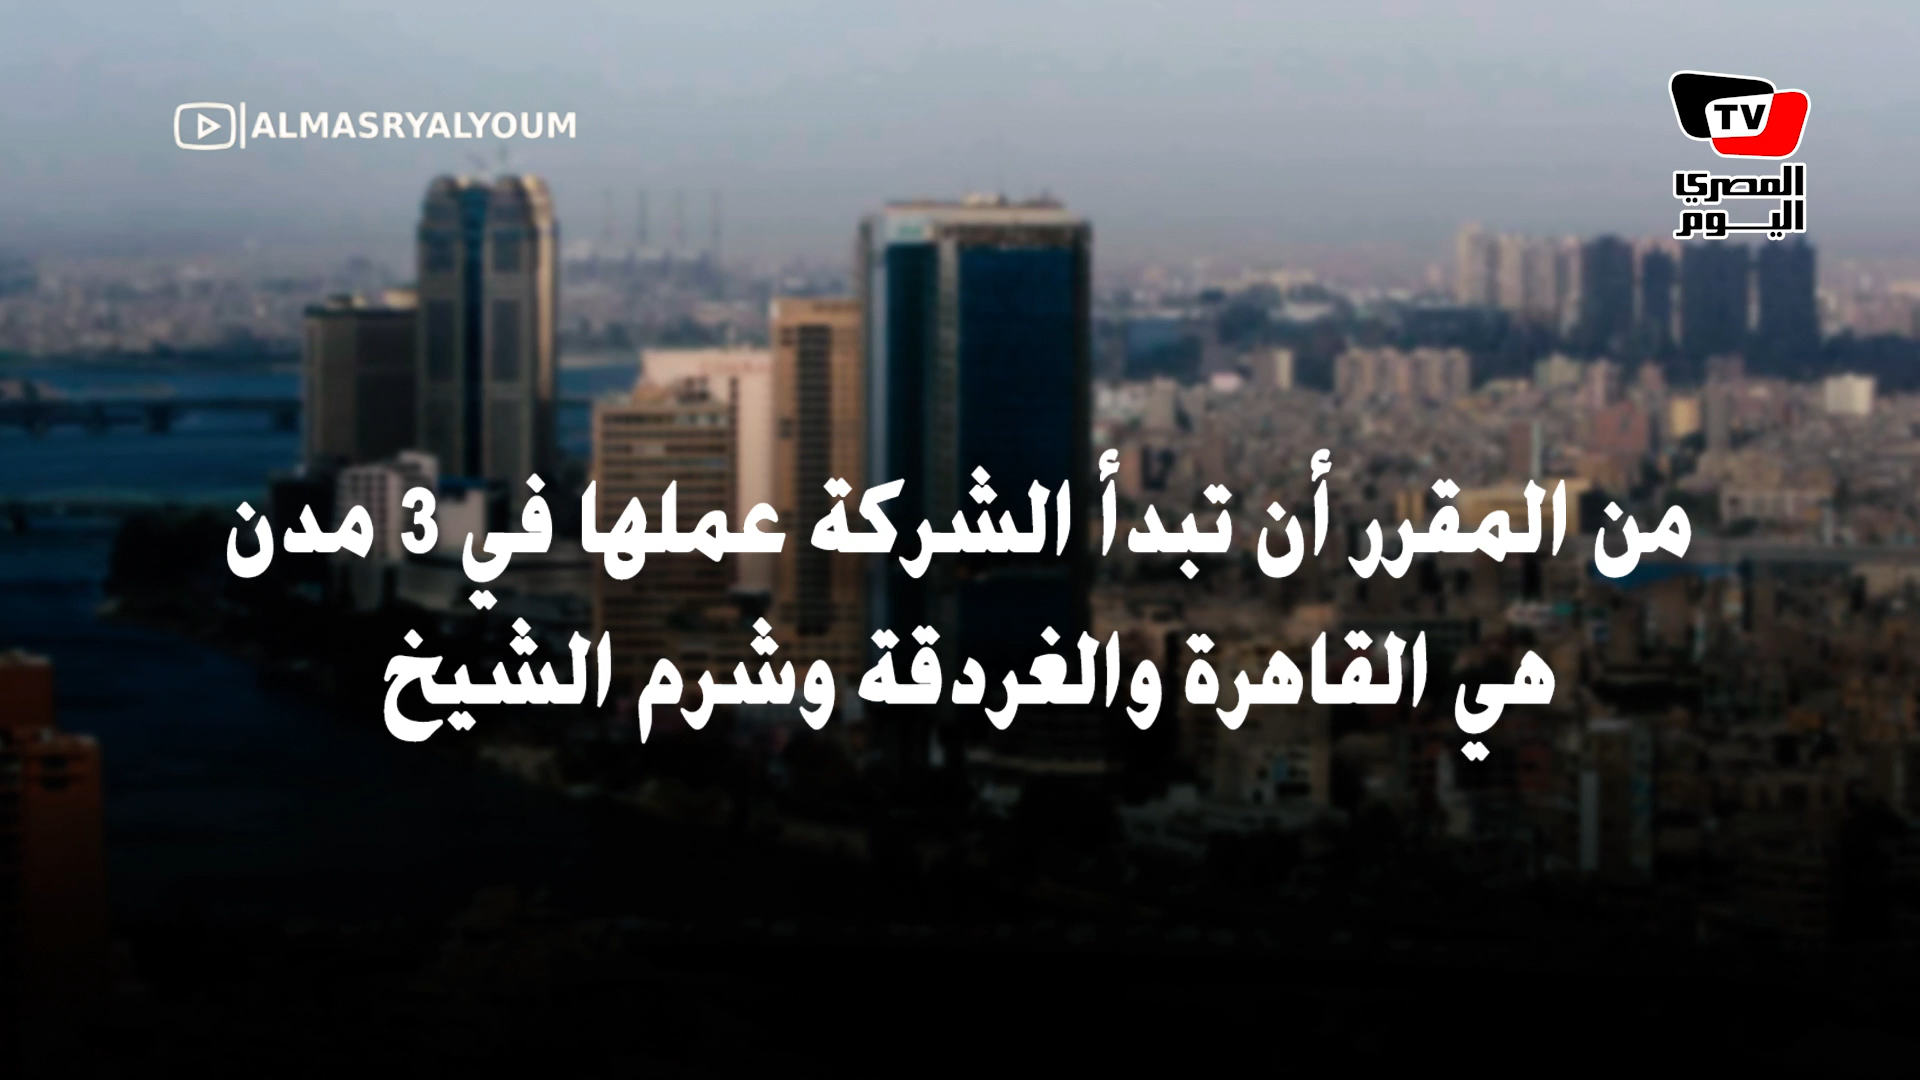 ALMASRYALYOUM
TV
المصري
اليوم
من المقرر أن تبدأ الشركة عملها في 3 مدن
هي القاهرة والغردقة وشرم الشيخ